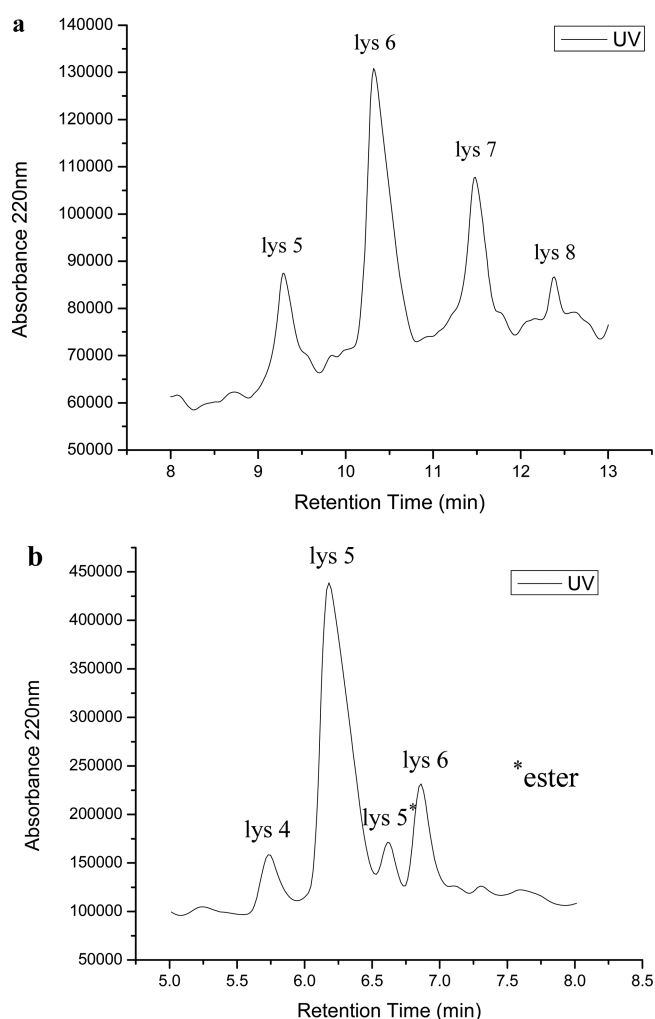 a
UV
lys 5
lys 6
lys 7
lys 8
140000
130000
120000
110000
100000
90000
80000
70000
60000
50000
Absorbance 220nm
8 9 10 11 12 13
Retention Time (min)
b
UV
lys 4
lys 5
lys 5*
lys 6
*ester
450000
400000
350000
300000
250000
200000
150000
100000
50000
Absorbance 220nm
5.0 5.5 6.0 6.5 7.0 7.5 8.0 8.5
Retention Time (min)